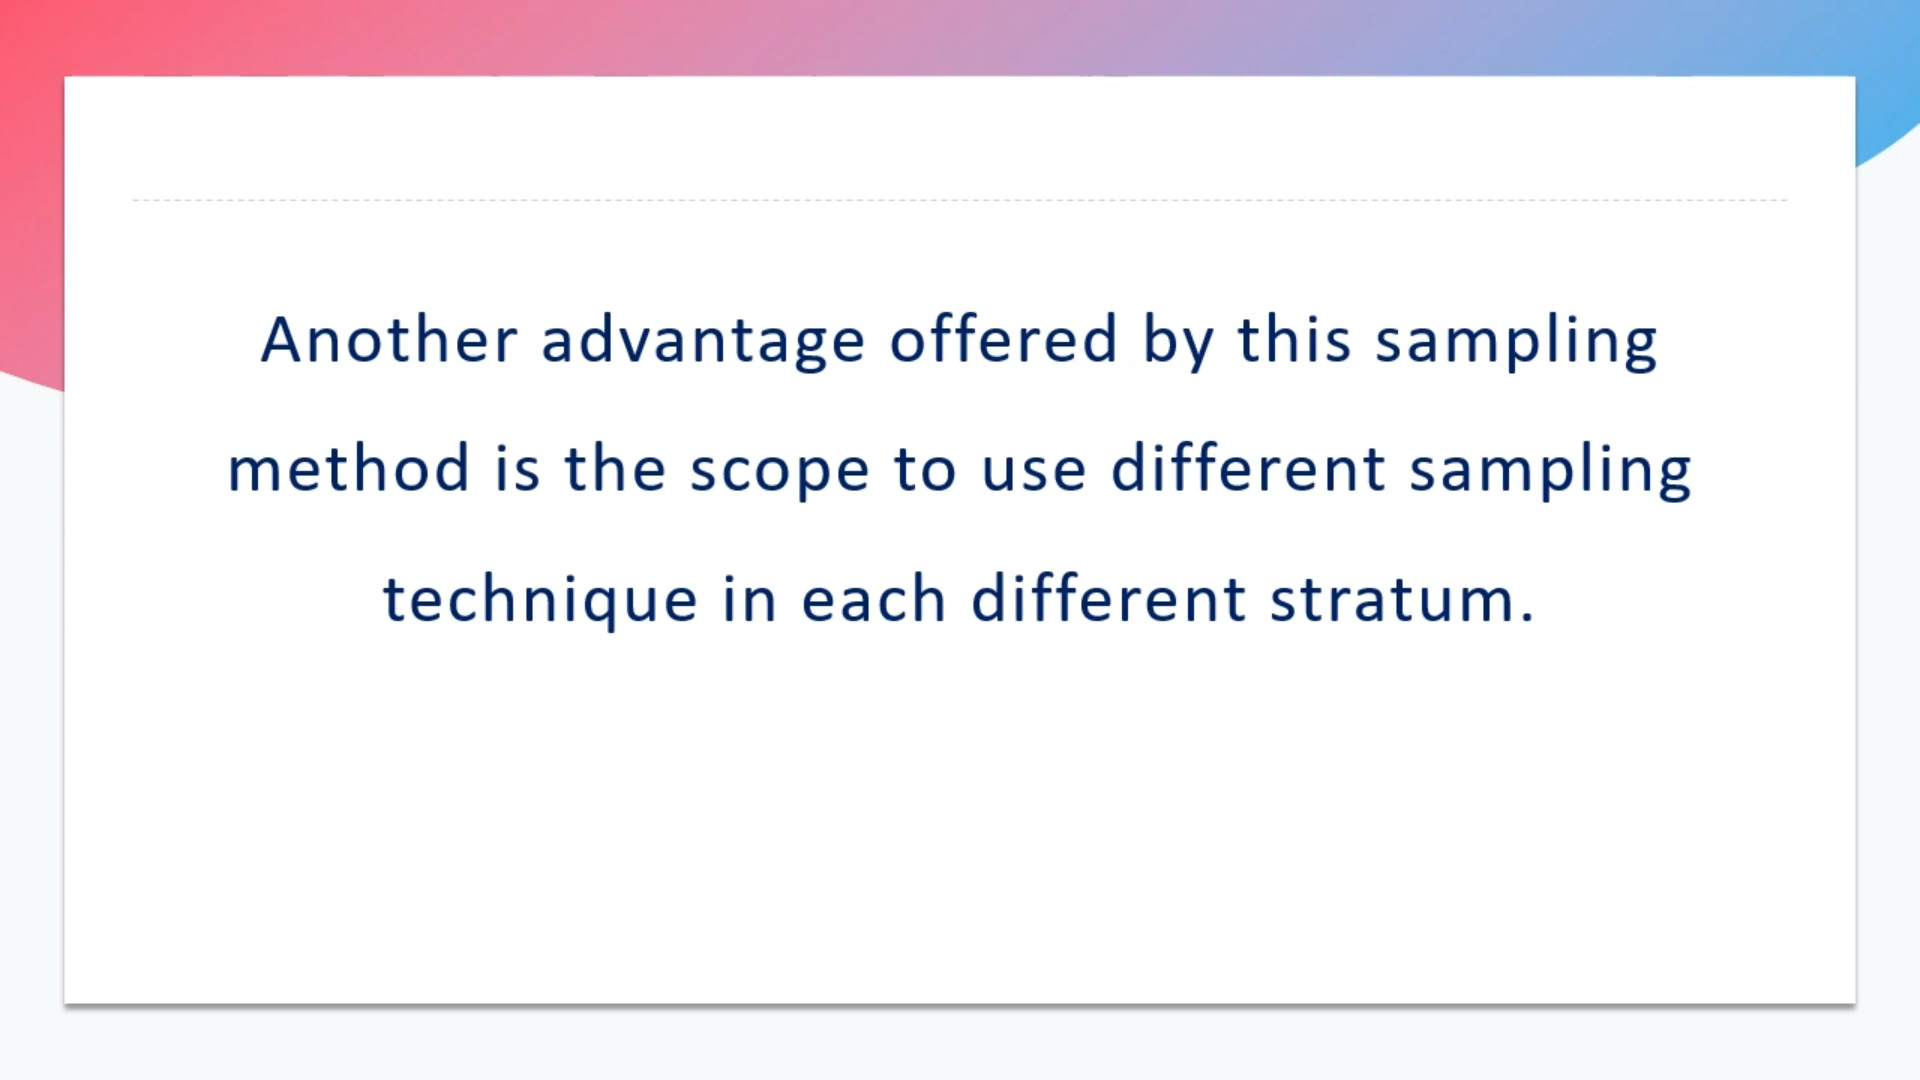 Another advantage offered by this sampling
method is the scope to use different sampling
technique in each different stratum.